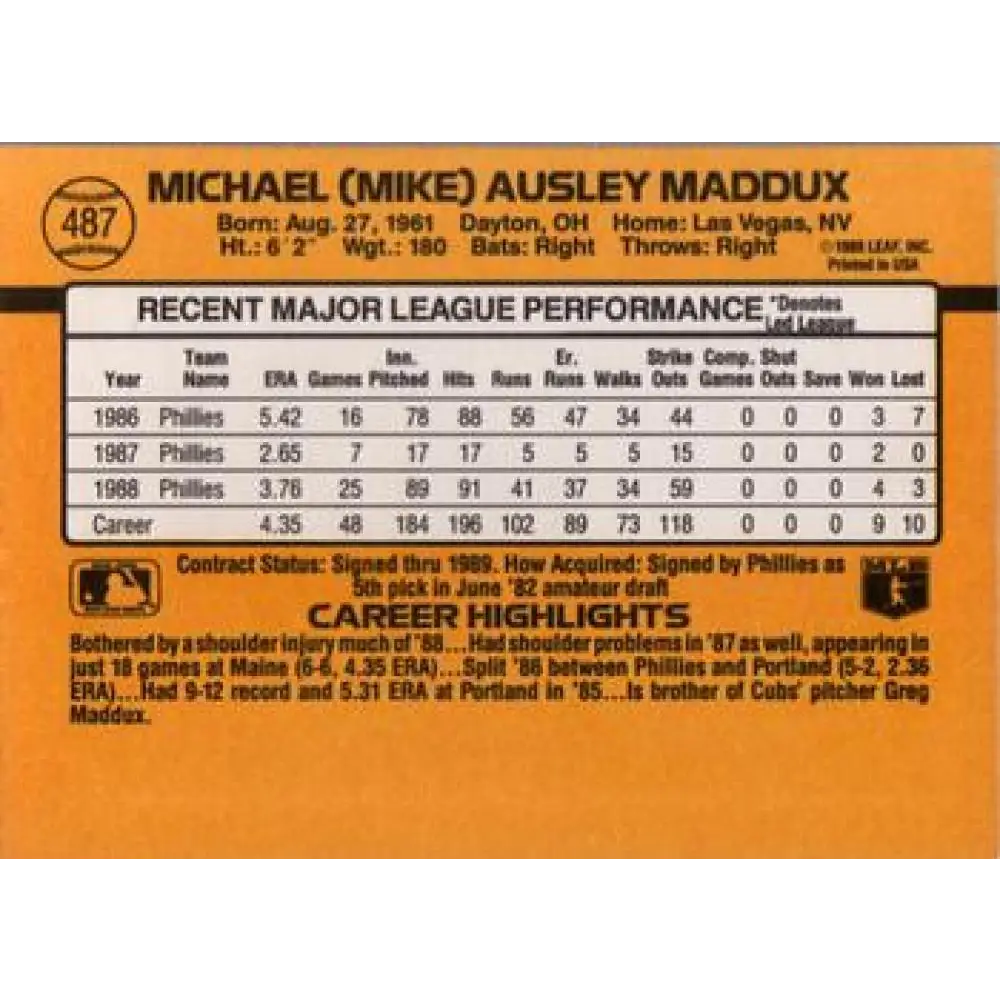 487
MICHAEL (MIKE) AUSLEY MADDUX
Born: Aug. 27, 1961 Dayton, OH Home: Las Vegas, NV
Ht.: 6'2" Wgt.: 180 Bats: Right Throws: Right
LEAF, INC.
Printed in USA
RECENT MAJOR LEAGUE PERFORMANCE *Denotes Led League
Year Team Name ERA Games Inn. Pitched Hits Runs Er. Runs Walks Strike Outs Comp. Games Shut Outs Save Won Lost
1986 Phillies 5.42 16 78 88 56 47 34 44 0 0 0 3 7
1987 Phillies 2.65 7 17 17 5 5 5 15 0 0 0 2 0
1988 Phillies 3.76 25 89 91 41 37 34 59 0 0 0 4 3
Career 4.35 48 184 196 102 89 73 118 0 0 0 9 10
Contract Status: Signed thru 1989. How Acquired: Signed by Phillies as
5th pick in June '82 amateur draft
CAREER HIGHLIGHTS
Bothered by a shoulder injury much of '88...Had shoulder problems in '87 as well, appearing in
just 18 games at Maine (6-6, 4.35 ERA)...Split '86 between Phillies and Portland (5-2, 2.36
ERA)...Had 9-12 record and 5.31 ERA at Portland in '85...Is brother of Cubs' pitcher Greg
Maddux.